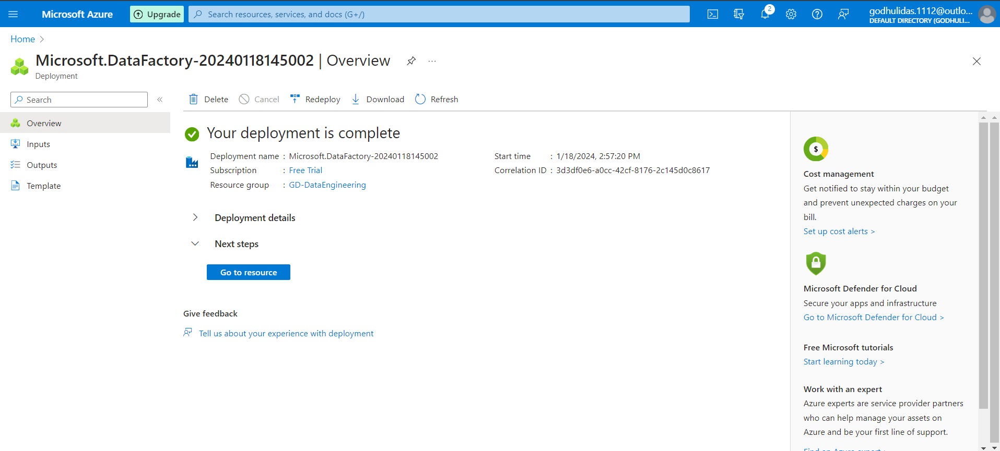 Microsoft Azure
Upgrade
Search resources, services, and docs (G+/)
2
godhulidas.1112@outlo...
DEFAULT DIRECTORY (GODHULI...
Home
Microsoft.DataFactory-20240118145002 | Overview
Deployment
Search
Delete
Cancel
Redeploy
Download
Refresh
Overview
Inputs
Outputs
Template
Your deployment is complete
Deployment name : Microsoft.DataFactory-20240118145002
Subscription : Free Trial
Resource group : GD-DataEngineering
Start time : 1/18/2024, 2:57:20 PM
Correlation ID : 3d3df0e6-a0cc-42cf-8176-2c145d0c8617
Deployment details
Next steps
Go to resource
Give feedback
Tell us about your experience with deployment
$
Cost management
Get notified to stay within your budget
and prevent unexpected charges on your
bill.
Set up cost alerts >
Microsoft Defender for Cloud
Secure your apps and infrastructure
Go to Microsoft Defender for Cloud >
Free Microsoft tutorials
Start learning today >
Work with an expert
Azure experts are service provider partners
who can help manage your assets on
Azure and be your first line of support.
Find an Azure expert >